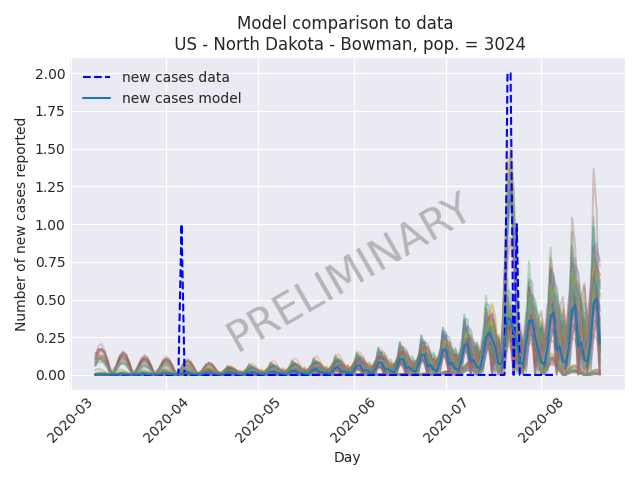 Model comparison to data
US - North Dakota - Bowman, pop. = 3024
2.00
1.75
1.50
1.25
1.00
0.75
0.50
0.25
0.00
Number of new cases reported
new cases data
new cases model
PRELIMINARY
2020-03
2020-04
2020-05
2020-06
2020-07
2020-08
Day